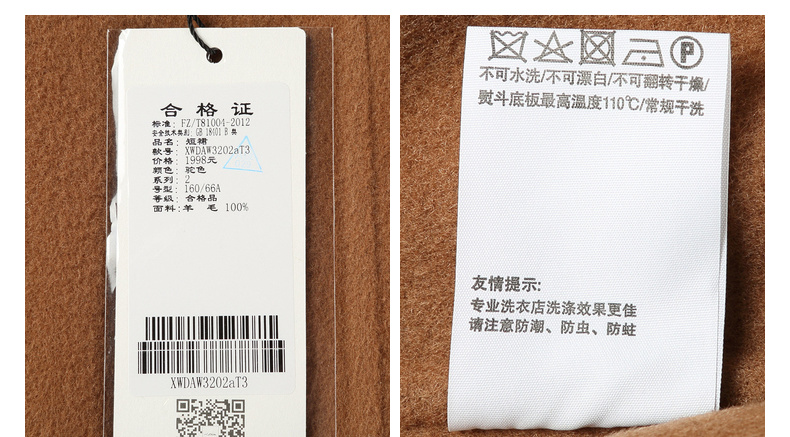 合格证
标准: FZ/T81004-2012
安全技术类别: GB 18401 B 类
品名: 短裙
款号: XWDAW3202aT3
价格: 1998元
颜色: 驼色
系列: 2
号型: 160/66A
等级: 合格品
面料:羊 毛 100%
XWDAW3202aT3
P
不可水洗/不可漂白/不可翻转干燥/
熨斗底板最高温度110℃/常规干洗
友情提示:
专业洗衣店洗涤效果更佳
请注意防潮、防虫、防蛀